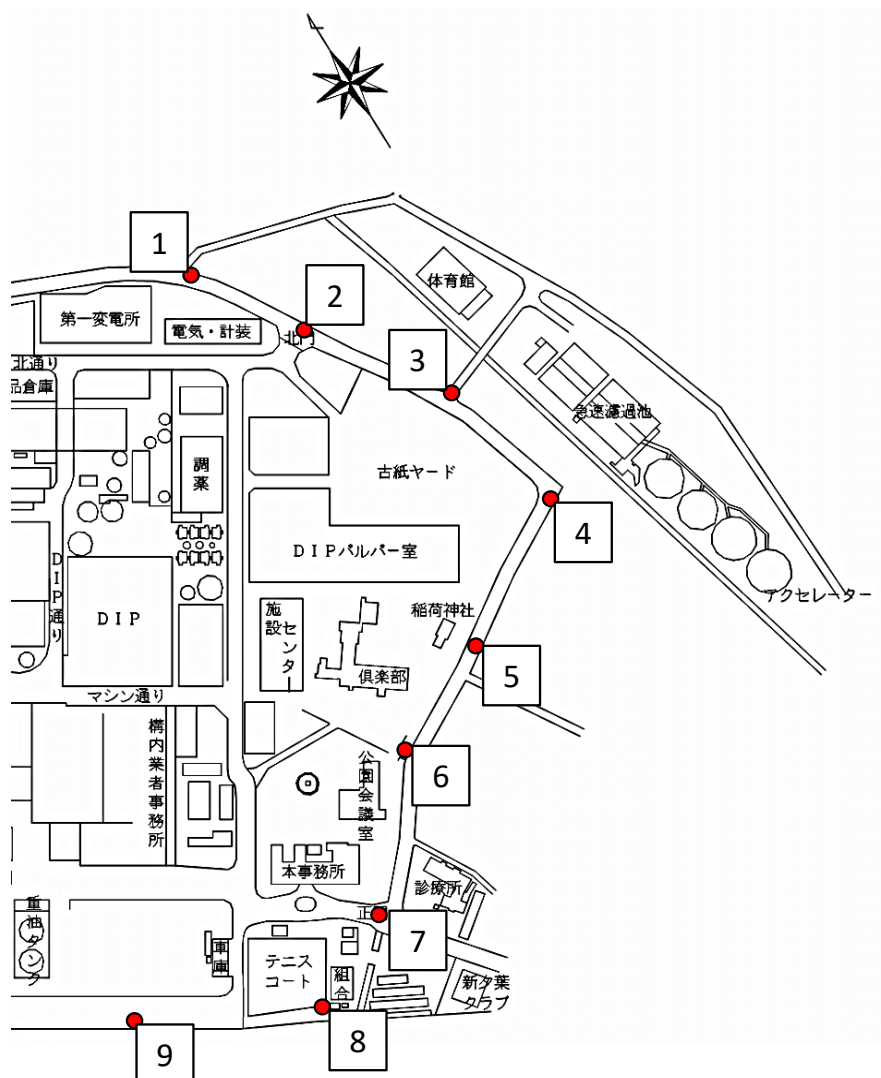 1
2
体育館
第一変電所
電気・計装
北門
3
北通り
品倉庫
急速濾過池
調薬
古紙ヤード
4
DIPパルパー室
DIP通り
アクセレーター
DIP
施設センター
稲荷神社
5
倶楽部
マシン通り
構内業者事務所
公園会議室
6
本事務所
診療所
重油タンク
正
7
車庫
テニス
コート
組合
新夕葉
クラブ
8
9